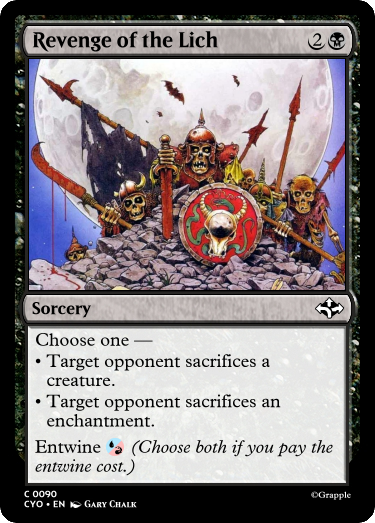 Revenge of the Lich 2
Sorcery
Choose one —
• Target opponent sacrifices a
creature.
• Target opponent sacrifices an
enchantment.
Entwine (Choose both if you pay the
entwine cost.)
C 0090
CYO • EN Gary Chalk
©Grapple